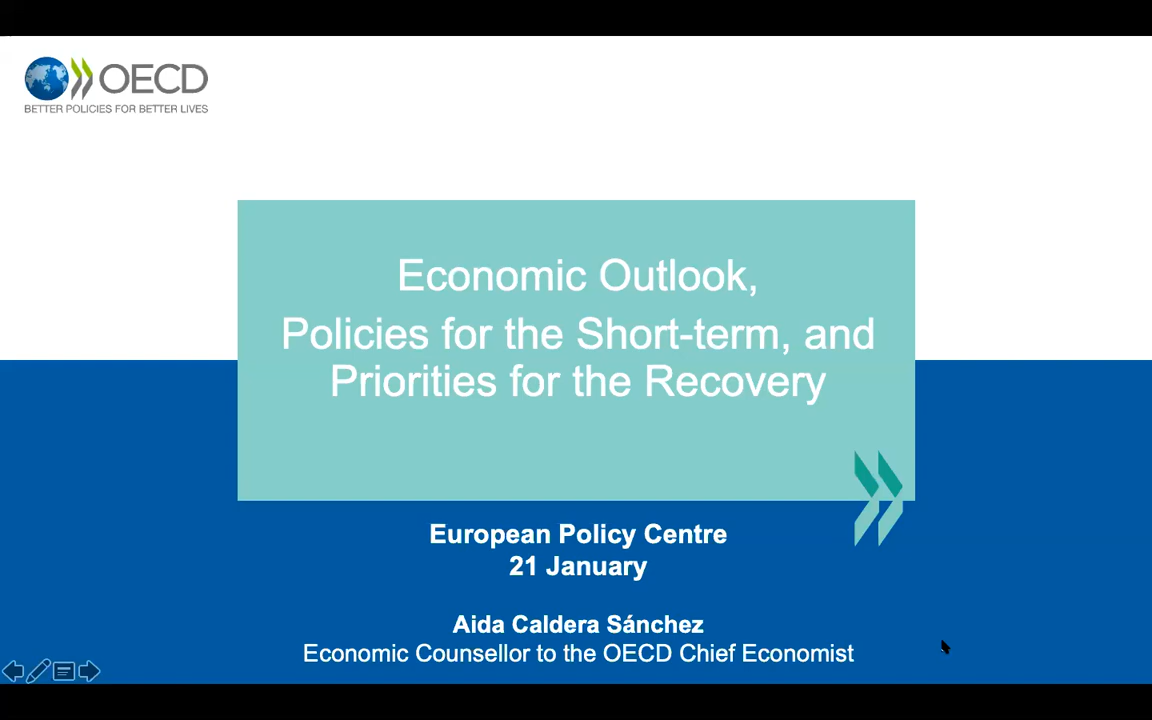 OECD
BETTER POLICIES FOR BETTER LIVES
Economic Outlook,
Policies for the Short-term, and
Priorities for the Recovery
European Policy Centre
21 January
Aida Caldera Sánchez
Economic Counsellor to the OECD Chief Economist